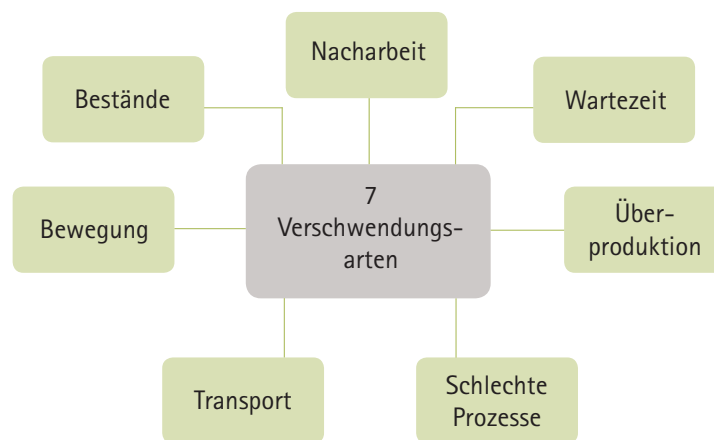 Nacharbeit
Bestände
Wartezeit
7
Verschwendungs-
arten
Bewegung
Über-
produktion
Transport
Schlechte
Prozesse